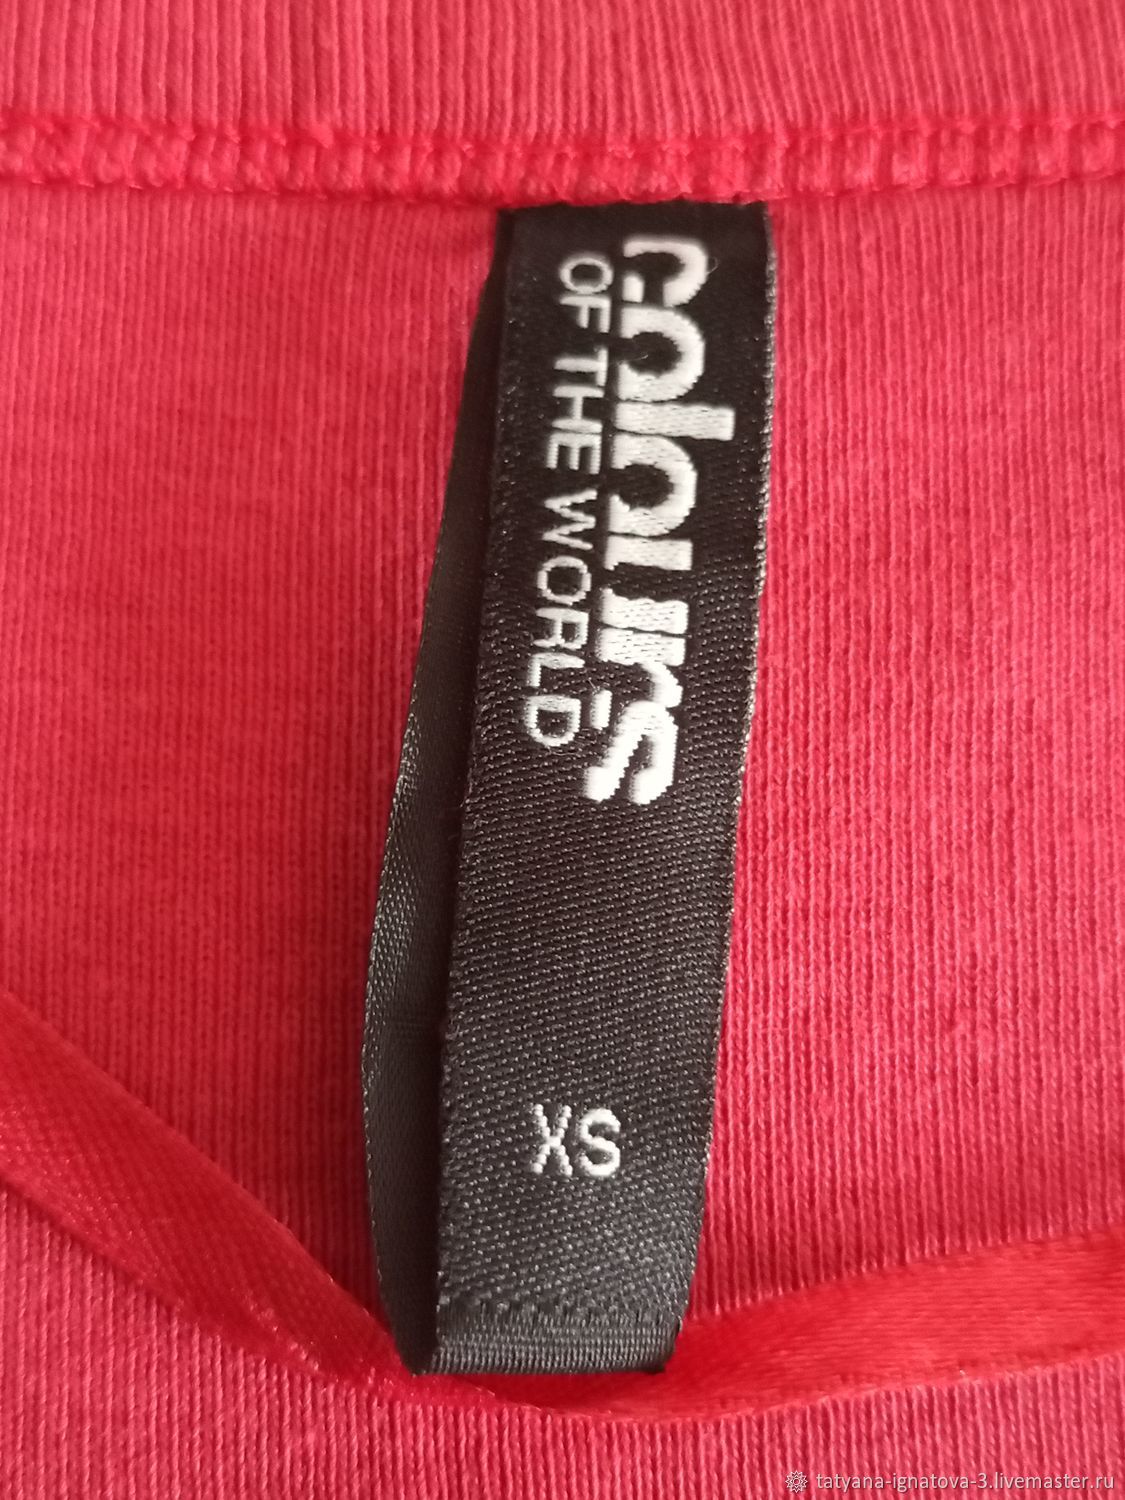 colours
OF THE WORLD
XS
tatyana-ignatova-3.livemaster.ru